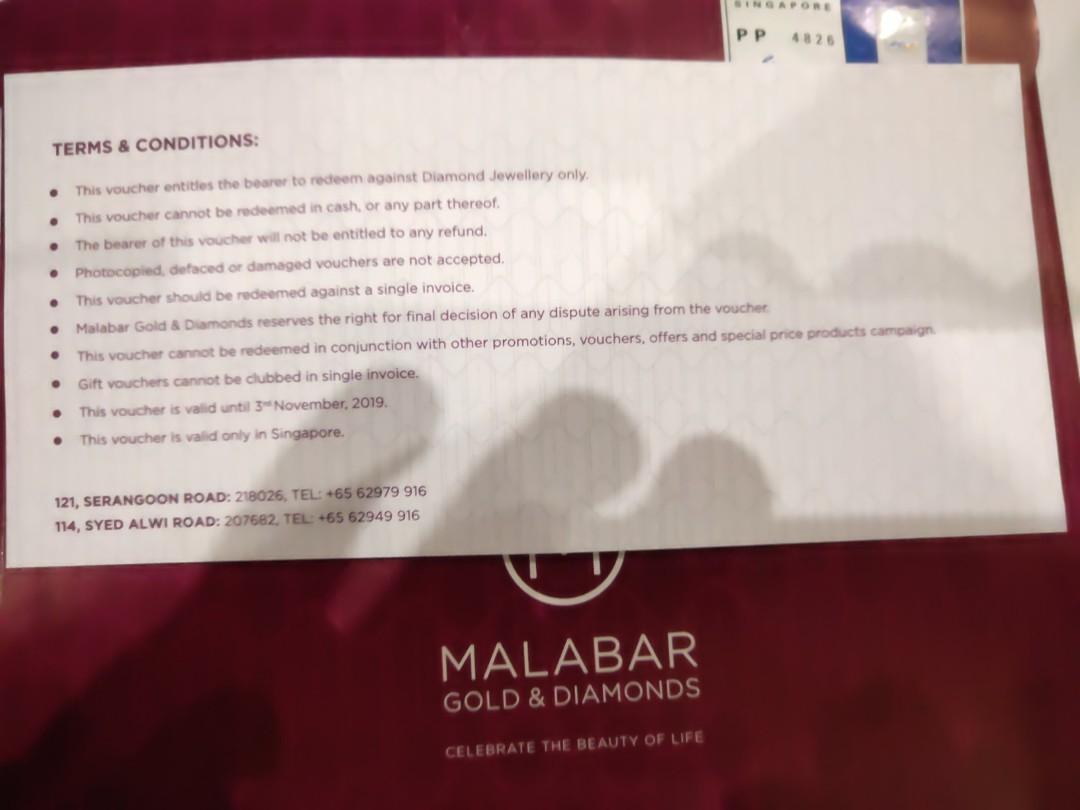 SINGAPORE
PP 4826
TERMS & CONDITIONS:
• This voucher entitles the bearer to redeem against Diamond Jewellery only.
• This voucher cannot be redeemed in cash, or any part thereof.
• The bearer of this voucher will not be entitled to any refund.
• Photocopied, defaced or damaged vouchers are not accepted.
• This voucher should be redeemed against a single invoice.
• Malabar Gold & Diamonds reserves the right for final decision of any dispute arising from the voucher.
• This voucher cannot be redeemed in conjunction with other promotions, vouchers, offers and special price products campaign.
• Gift vouchers cannot be clubbed in single invoice.
• This voucher is valid until 3rd November, 2019.
• This voucher is valid only in Singapore.
121, SERANGOON ROAD: 218026, TEL: +65 62979 916
114, SYED ALWI ROAD: 207682, TEL: +65 62949 916
MALABAR
GOLD & DIAMONDS
CELEBRATE THE BEAUTY OF LIFE